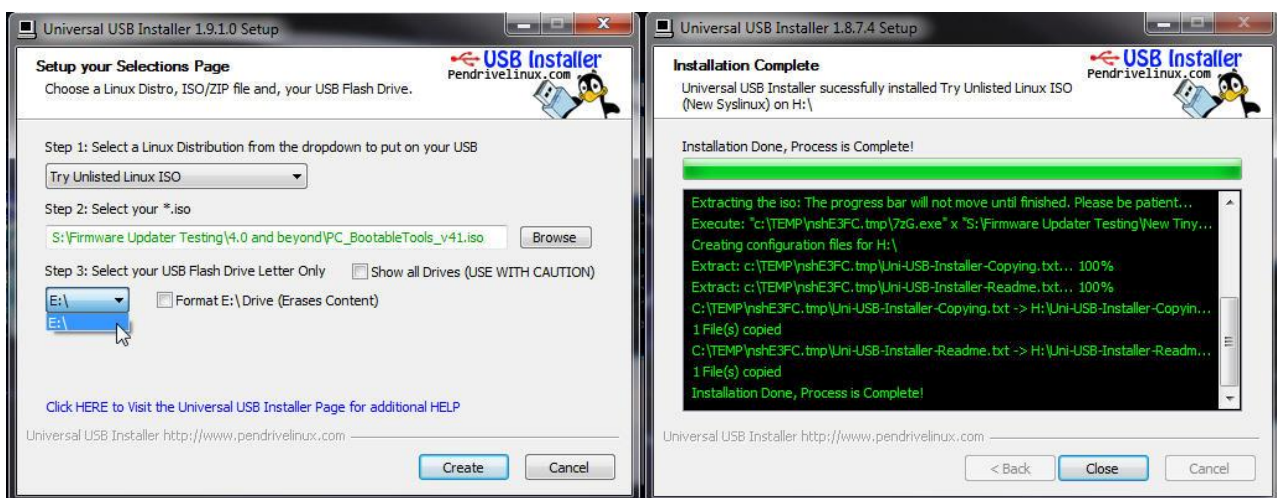 Universal USB Installer 1.9.1.0 Setup
Setup your Selections Page
Choose a Linux Distro, ISO/ZIP file and, your USB Flash Drive.
USB Installer
Pendrivelinux.com
Step 1: Select a Linux Distribution from the dropdown to put on your USB
Try Unlisted Linux ISO
Step 2: Select your *.iso
S:\Firmware Updater Testing\4.0 and beyond\PC_BootableTools_v41.iso
Browse
Step 3: Select your USB Flash Drive Letter Only
Show all Drives (USE WITH CAUTION)
E:\
Format E:\ Drive (Erases Content)
E:\
Click HERE to Visit the Universal USB Installer Page for additional HELP
Universal USB Installer http://www.pendrivelinux.com
Create
Cancel
Universal USB Installer 1.8.7.4 Setup
Installation Complete
Universal USB Installer sucessfully installed Try Unlisted Linux ISO
(New Syslinux) on H:\
USB Installer
Pendrivelinux.com
Installation Done, Process is Complete!
Extracting the iso: The progress bar will not move until finished. Please be patient...
Execute: "c:\TEMP\nshE3FC.tmp\7zG.exe" x "S:\Firmware Updater Testing\New Tiny...
Creating configuration files for H:\
Extract: c:\TEMP\nshE3FC.tmp\Uni-USB-Installer-Copying.txt... 100%
Extract: c:\TEMP\nshE3FC.tmp\Uni-USB-Installer-Readme.txt... 100%
C:\TEMP\nshE3FC.tmp\Uni-USB-Installer-Copying.txt -> H:\Uni-USB-Installer-Copyin...
1 File(s) copied
C:\TEMP\nshE3FC.tmp\Uni-USB-Installer-Readme.txt -> H:\Uni-USB-Installer-Readm...
1 File(s) copied
Installation Done, Process is Complete!
Universal USB Installer http://www.pendrivelinux.com
< Back
Close
Cancel